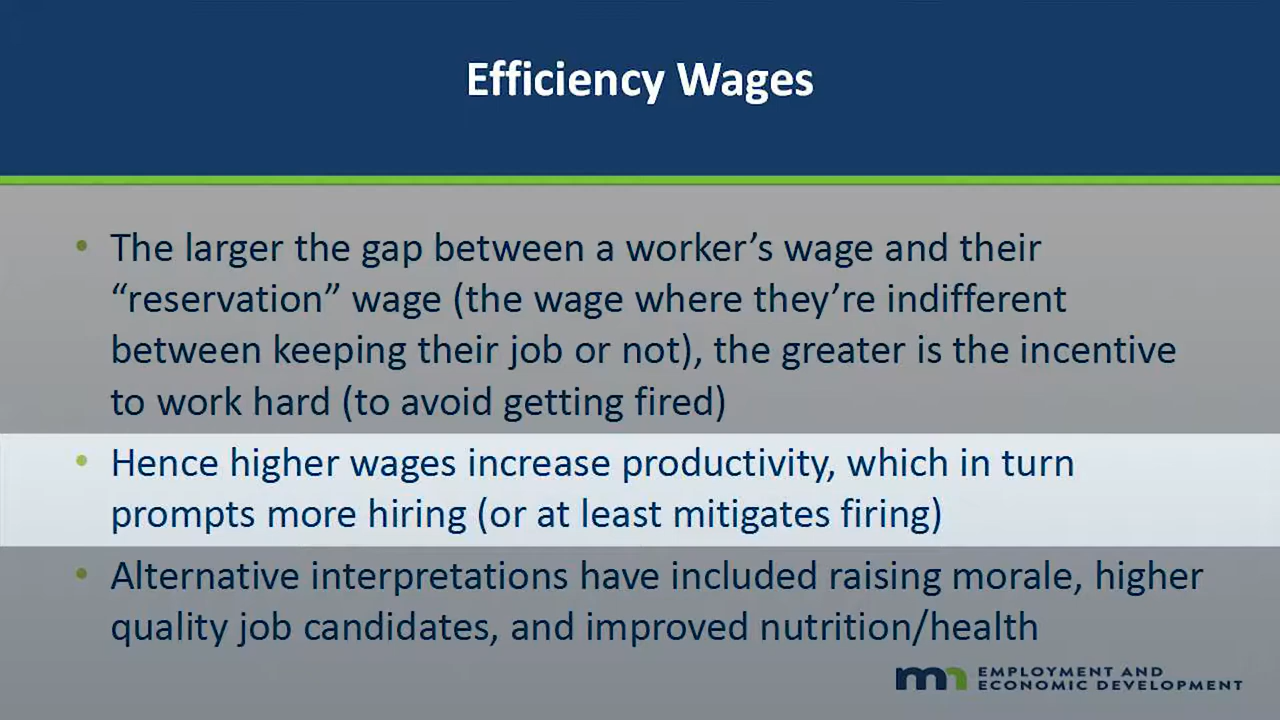 Efficiency Wages
• The larger the gap between a worker’s wage and their
“reservation” wage (the wage where they’re indifferent
between keeping their job or not), the greater is the incentive
to work hard (to avoid getting fired)
• Hence higher wages increase productivity, which in turn
prompts more hiring (or at least mitigates firing)
• Alternative interpretations have included raising morale, higher
quality job candidates, and improved nutrition/health
mn EMPLOYMENT AND
ECONOMIC DEVELOPMENT